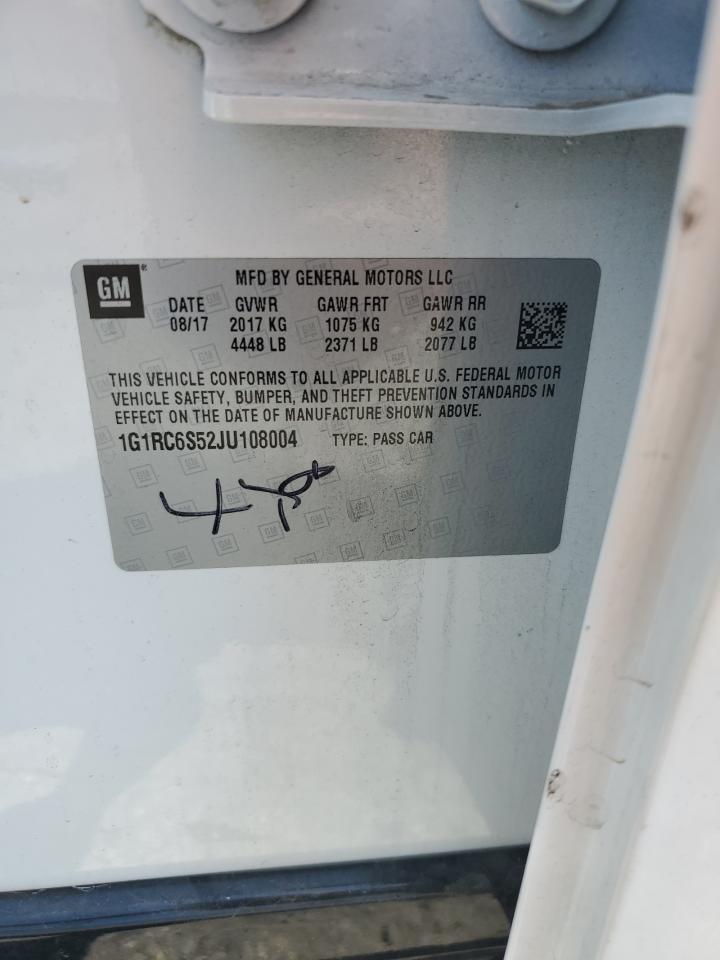 GM MFD BY GENERAL MOTORS LLC
DATE GVWR GAWR FRT GAWR RR
08/17 2017 KG 1075 KG 942 KG
4448 LB 2371 LB 2077 LB
THIS VEHICLE CONFORMS TO ALL APPLICABLE U.S. FEDERAL MOTOR
VEHICLE SAFETY, BUMPER, AND THEFT PREVENTION STANDARDS IN
EFFECT ON THE DATE OF MANUFACTURE SHOWN ABOVE.
1G1RC6S52JU108004 TYPE: PASS CAR